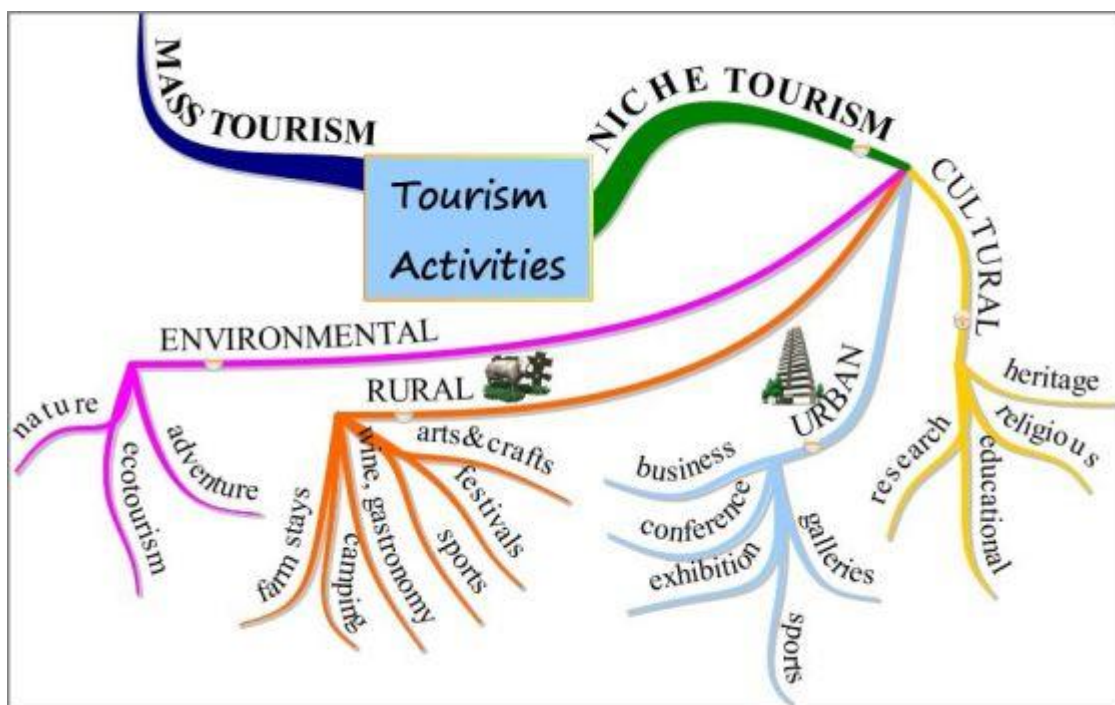 MASS TOURISM
NICHE TOURISM
Tourism
Activities
CULTURAL
heritage
religious
educational
research
ENVIRONMENTAL
nature
ecotourism
adventure
RURAL
arts&crafts
festivals
sports
wine, gastronomy
camping
farm stays
URBAN
business
conference
exhibition
sports
galleries